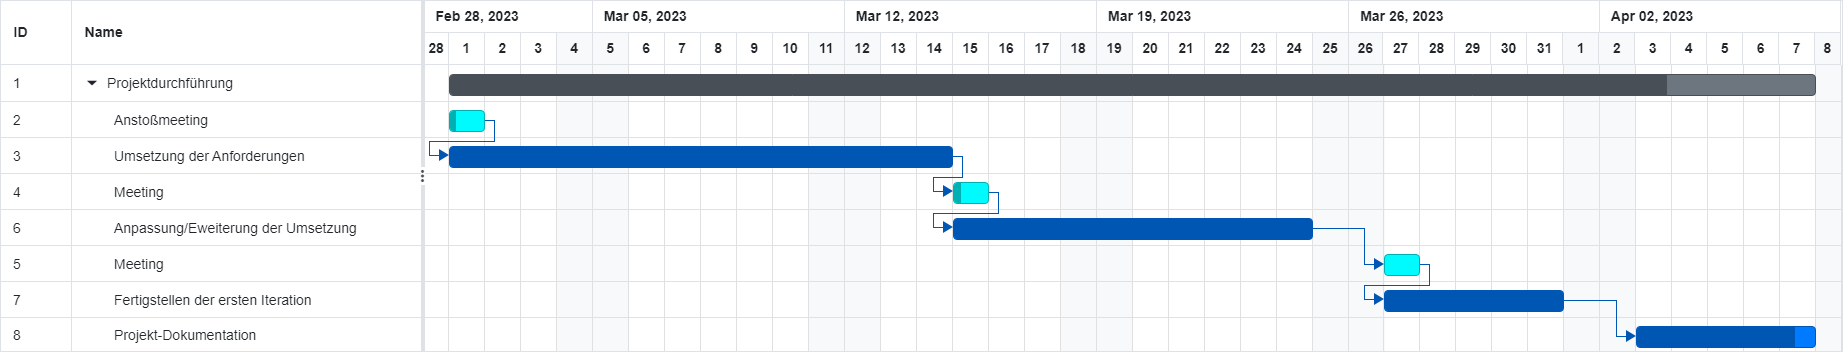 ID Name Feb 28, 2023 Mar 05, 2023 Mar 12, 2023 Mar 19, 2023 Mar 26, 2023 Apr 02, 2023
28 1 2 3 4 5 6 7 8 9 10 11 12 13 14 15 16 17 18 19 20 21 22 23 24 25 26 27 28 29 30 31 1 2 3 4 5 6 7 8
1 Projektdurchführung
2 Anstoßmeeting
3 Umsetzung der Anforderungen
4 Meeting
6 Anpassung/Eweiterung der Umsetzung
5 Meeting
7 Fertigstellen der ersten Iteration
8 Projekt-Dokumentation